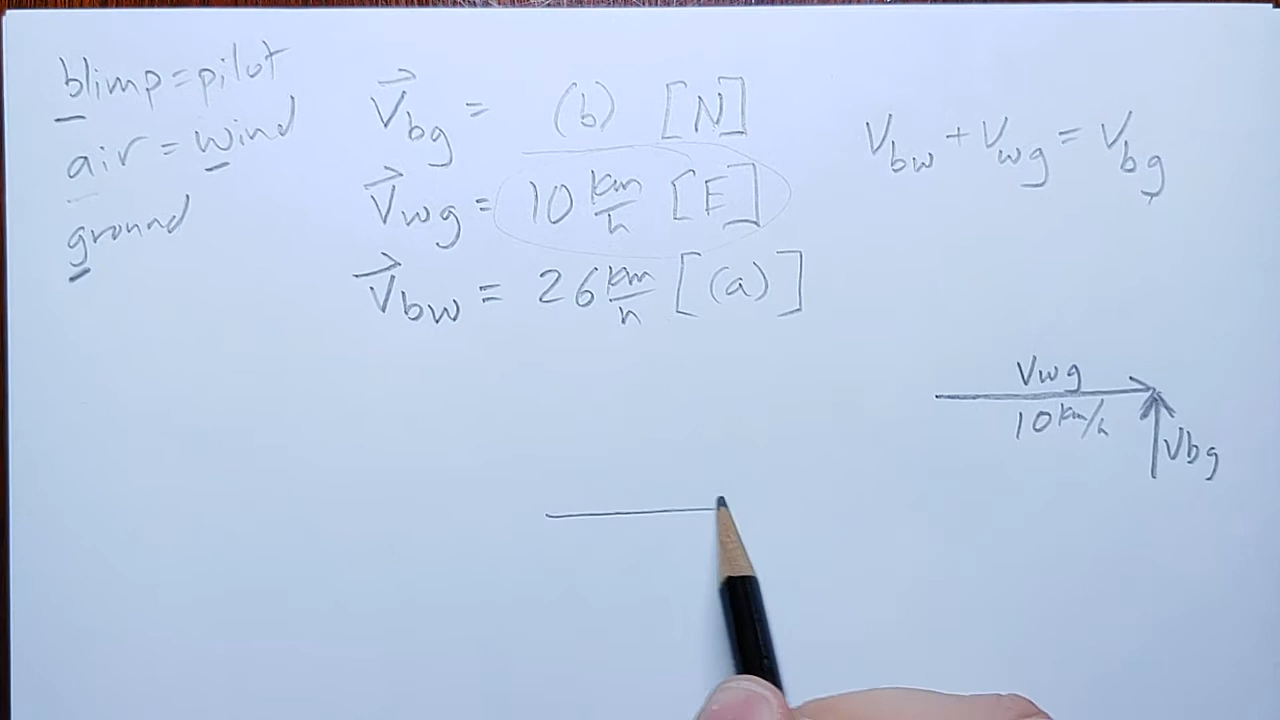 blimp = pilot
air = wind
ground
V⃗bg = (b) [N]
V⃗wg = 10 km/h [E]
V⃗bw = 26 km/h [(a)]
Vbw + Vwg = Vbg
Vwg
10 km/h
Vbg